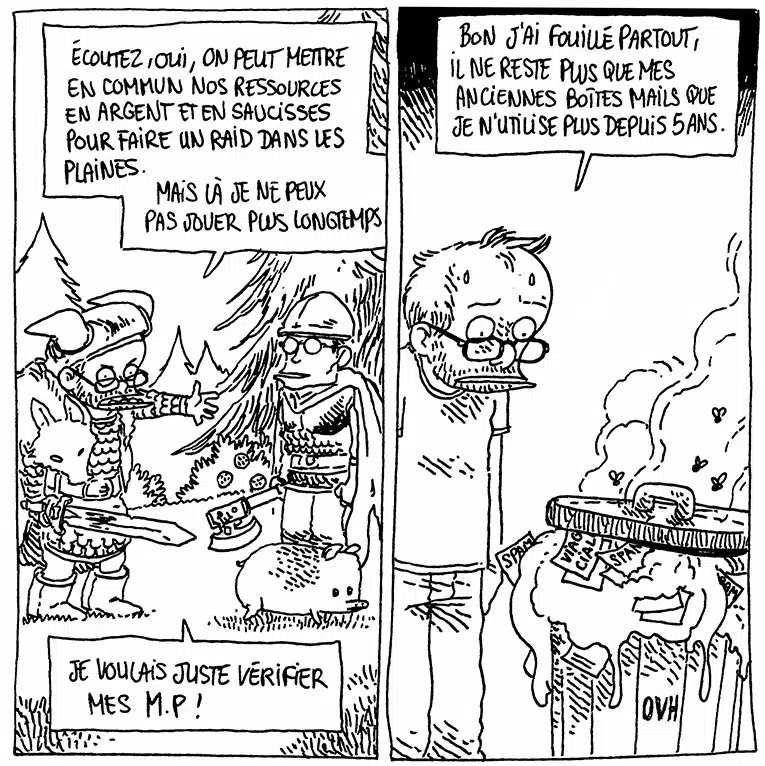 ÉCOUTEZ, OUI, ON PEUT METTRE
EN COMMUN NOS RESSOURCES
EN ARGENT ET EN SAUCISSES
POUR FAIRE UN RAID DANS LES
PLAINES.
MAIS LÀ JE NE PEUX
PAS JOUER PLUS LONGTEMPS
JE VOULAIS JUSTE VÉRIFIER
MES M.P !
BON J'AI FOUILLÉ PARTOUT,
IL NE RESTE PLUS QUE MES
ANCIENNES BOÎTES MAILS QUE
JE N'UTILISE PLUS DEPUIS 5 ANS.
SPAM
VIAG
CIAL
SPAM
OVH